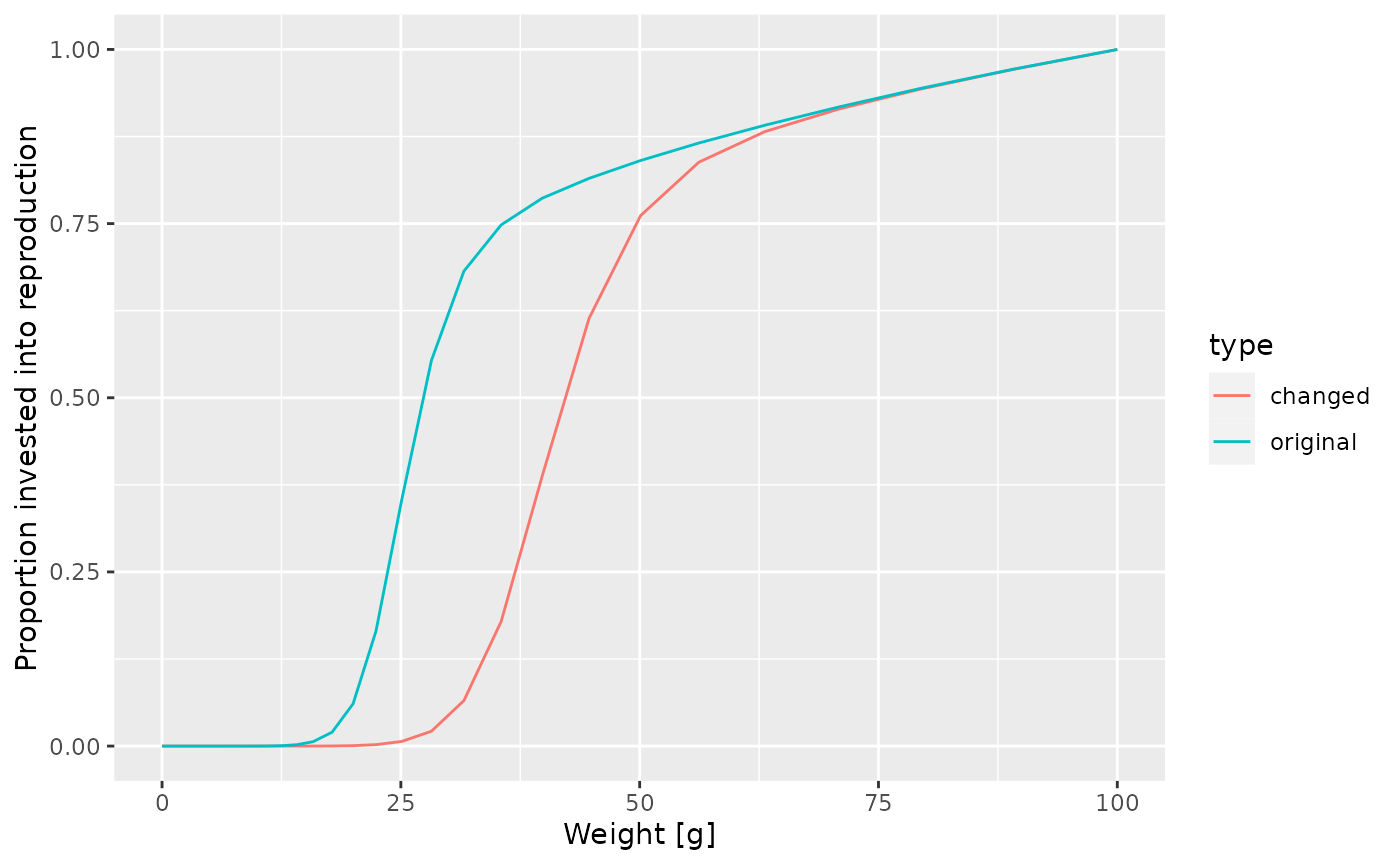 1.00
0.75
0.50
0.25
0.00
Proportion invested into reproduction
0 25 50 75 100
Weight [g]
type
changed
original